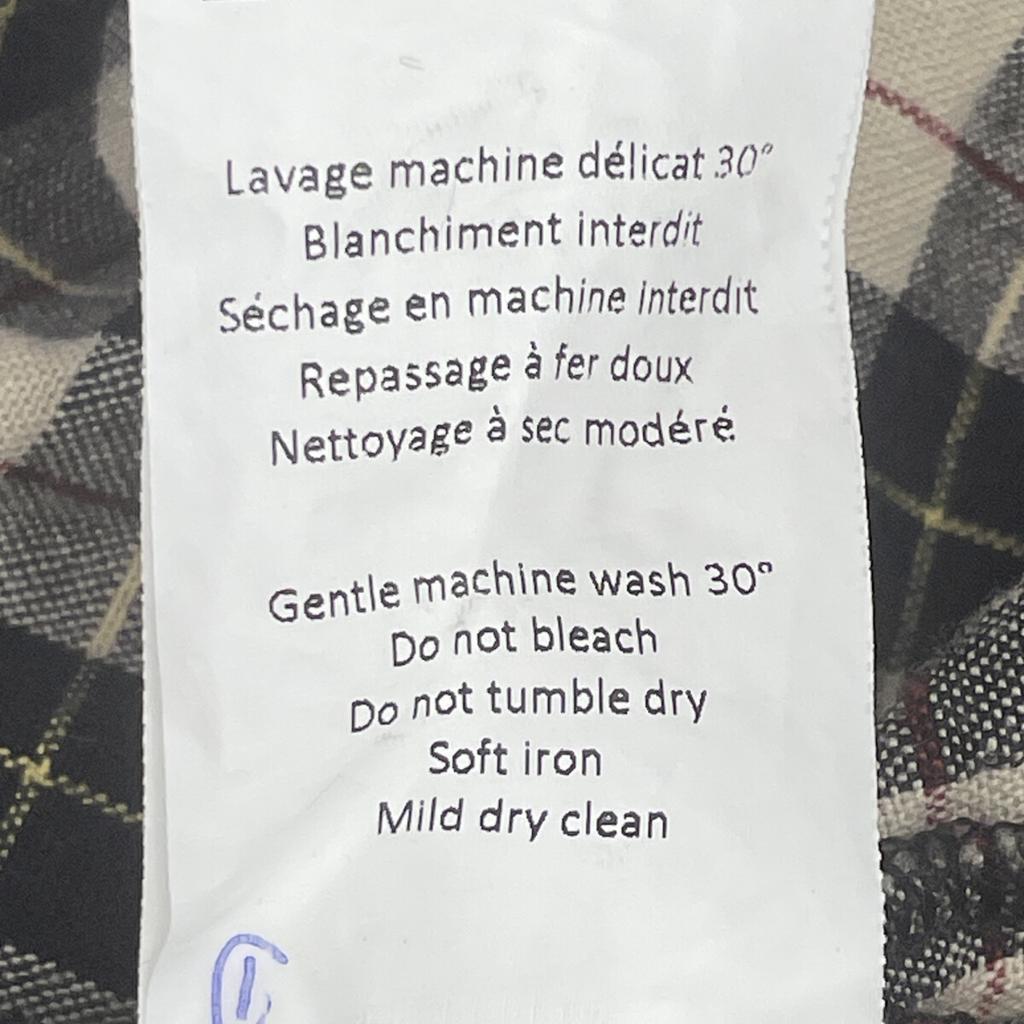 Lavage machine délicat 30°
Blanchiment interdit
Séchage en machine interdit
Repassage à fer doux
Nettoyage à sec modéré
Gentle machine wash 30°
Do not bleach
Do not tumble dry
Soft iron
Mild dry clean